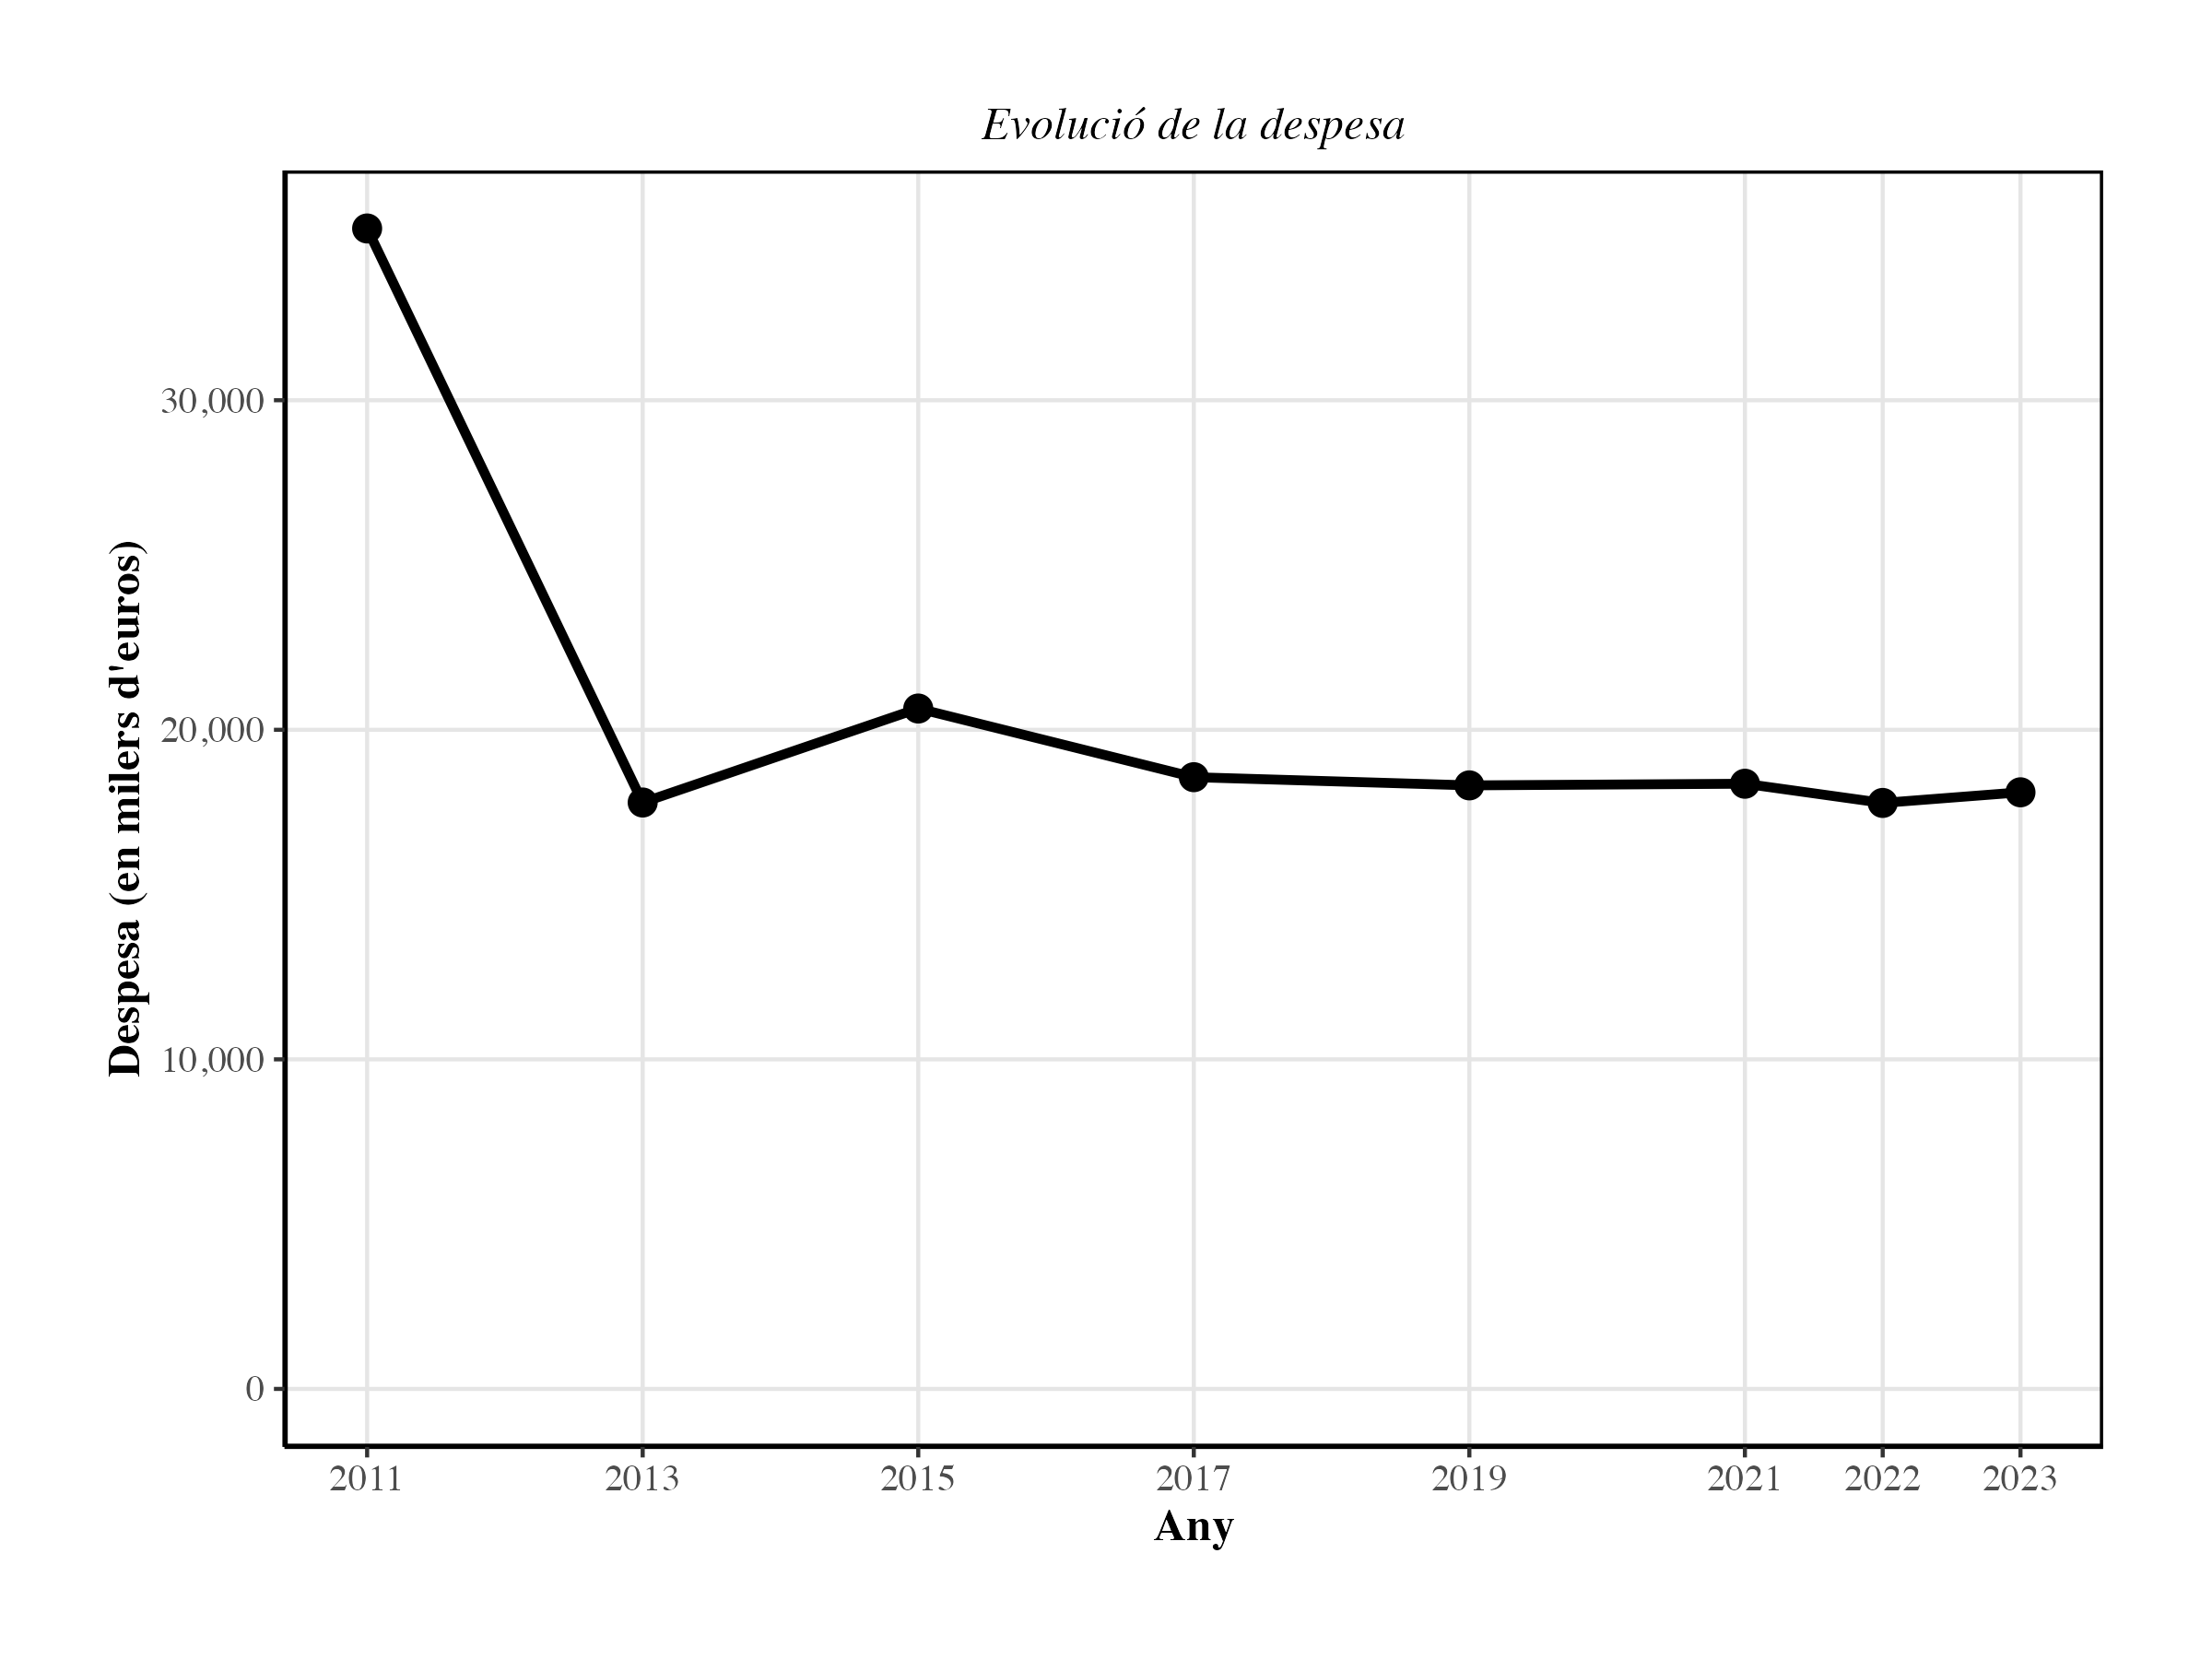 Evolució de la despesa
Despesa (en milers d'euros)
30,000
20,000
10,000
0
2011 2013 2015 2017 2019 2021 2022 2023
Any